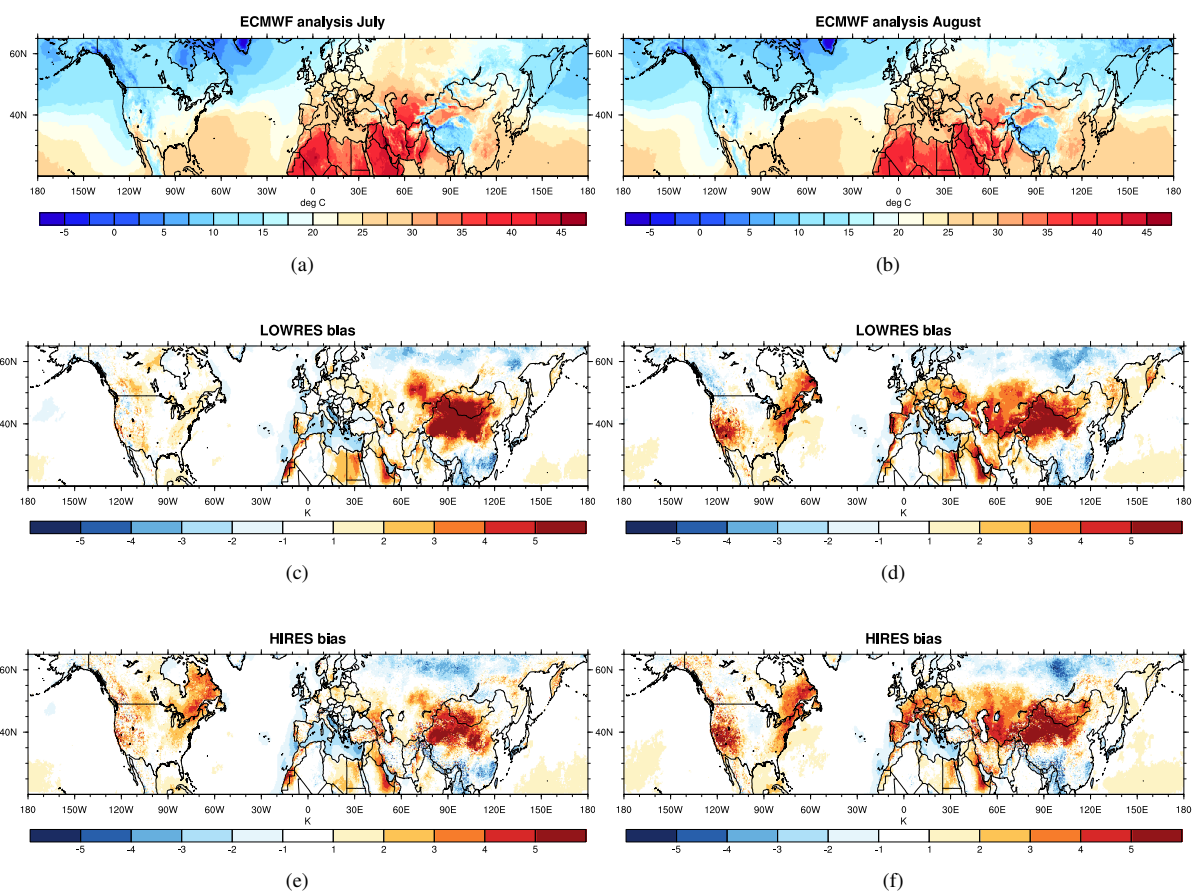 ECMWF analysis July
60N
40N
180 150W 120W 90W 60W 30W 0 30E 60E 90E 120E 150E 180
deg C
-5 0 5 10 15 20 25 30 35 40 45
(a)
ECMWF analysis August
60N
40N
180 150W 120W 90W 60W 30W 0 30E 60E 90E 120E 150E 180
deg C
-5 0 5 10 15 20 25 30 35 40 45
(b)
LOWRES bias
60N
40N
180 150W 120W 90W 60W 30W 0 30E 60E 90E 120E 150E 180
K
-5 -4 -3 -2 -1 1 2 3 4 5
(c)
LOWRES bias
60N
40N
180 150W 120W 90W 60W 30W 0 30E 60E 90E 120E 150E 180
K
-5 -4 -3 -2 -1 1 2 3 4 5
(d)
HIRES bias
60N
40N
180 150W 120W 90W 60W 30W 0 30E 60E 90E 120E 150E 180
K
-5 -4 -3 -2 -1 1 2 3 4 5
(e)
HIRES bias
60N
40N
180 150W 120W 90W 60W 30W 0 30E 60E 90E 120E 150E 180
K
-5 -4 -3 -2 -1 1 2 3 4 5
(f)